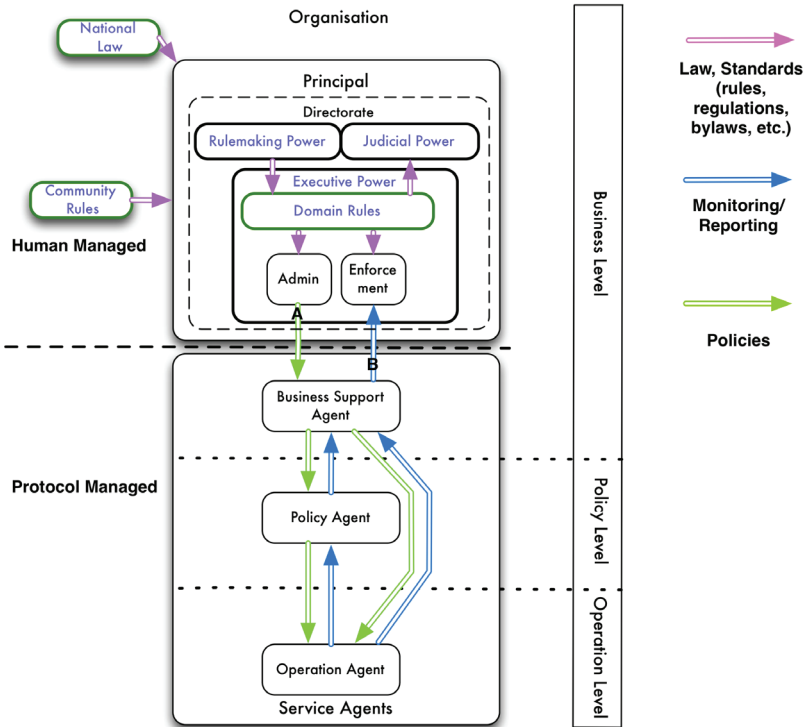 Organisation
National
Law
Principal
Directorate
Rulemaking Power
Judicial Power
Executive Power
Community
Rules
Domain Rules
Human Managed
Admin
Enforce
ment
A
B
Business Support
Agent
Protocol Managed
Policy Agent
Operation Agent
Service Agents
Business Level
Policy Level
Operation Level
Law, Standards
(rules,
regulations,
bylaws, etc.)
Monitoring/
Reporting
Policies